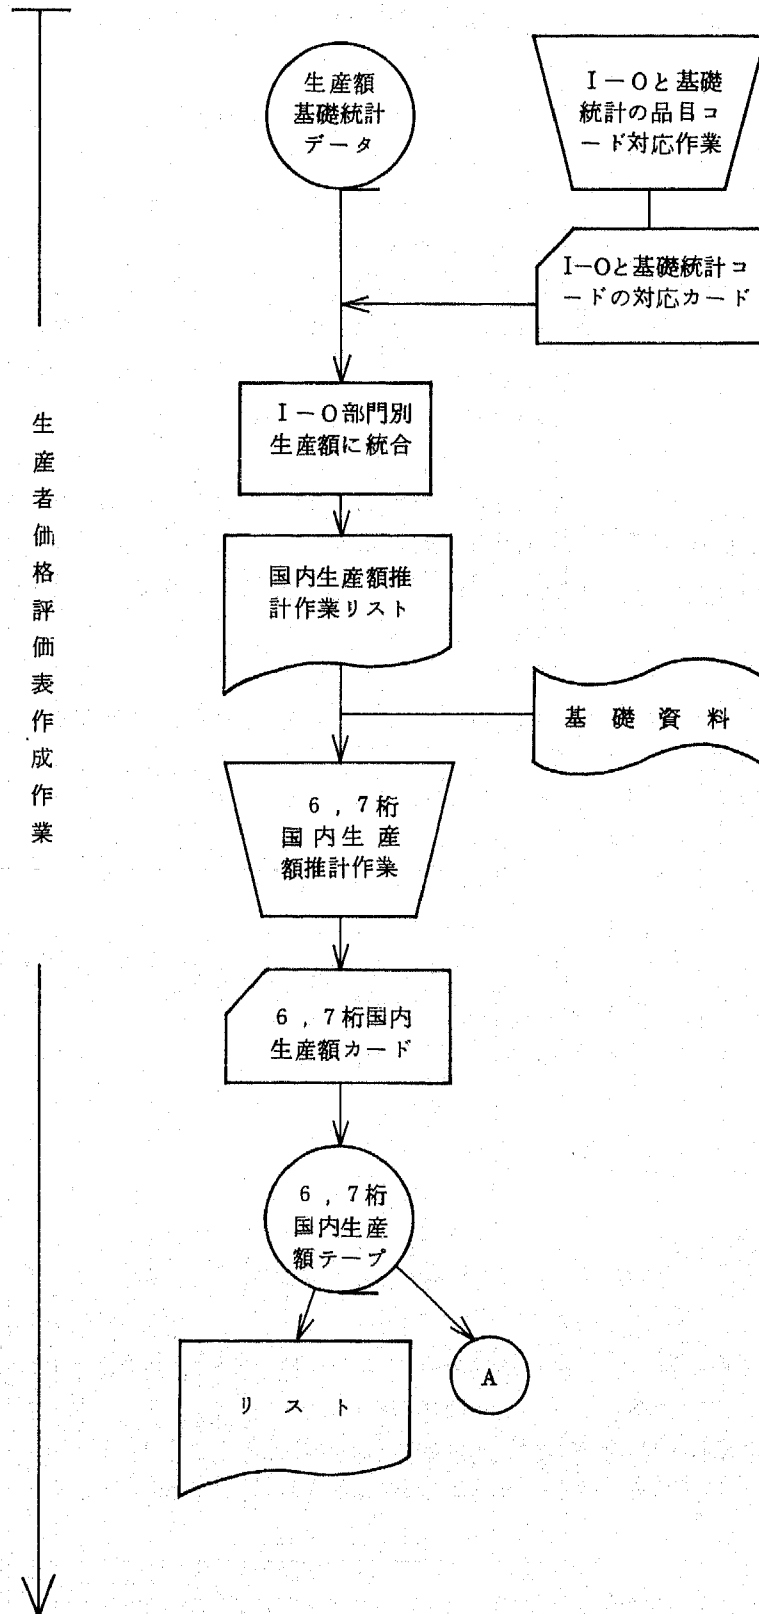 生産額
基礎統計
データ
I－Oと基礎
統計の品目コ
ード対応作業
I－Oと基礎統計コ
ードの対応カード
I－O部門別
生産額に統合
国内生産額推
計作業リスト
基礎資料
6，7桁
国内生産
額推計作業
6，7桁国内
生産額カード
6，7桁
国内生産
額テープ
リスト
A
生産者価格評価表作成作業